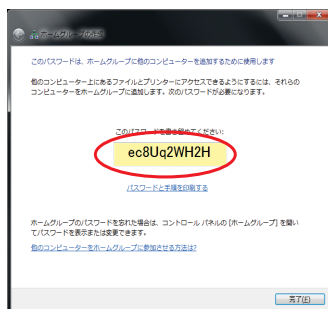 ホームグループの作成
このパスワードは、ホームグループに他のコンピューターを追加するために使用します
他のコンピューター上にあるファイルとプリンターにアクセスできるようにするには、それらの
コンピューターをホームグループに追加します。次のパスワードが必要になります。
このパスワードを書き留めてください:
ec8Uq2WH2H
パスワードと手順を印刷する
ホームグループのパスワードを忘れた場合は、コントロール パネルの [ホームグループ] を開い
てパスワードを表示または変更できます。
他のコンピューターをホームグループに参加させる方法は?
完了(F)